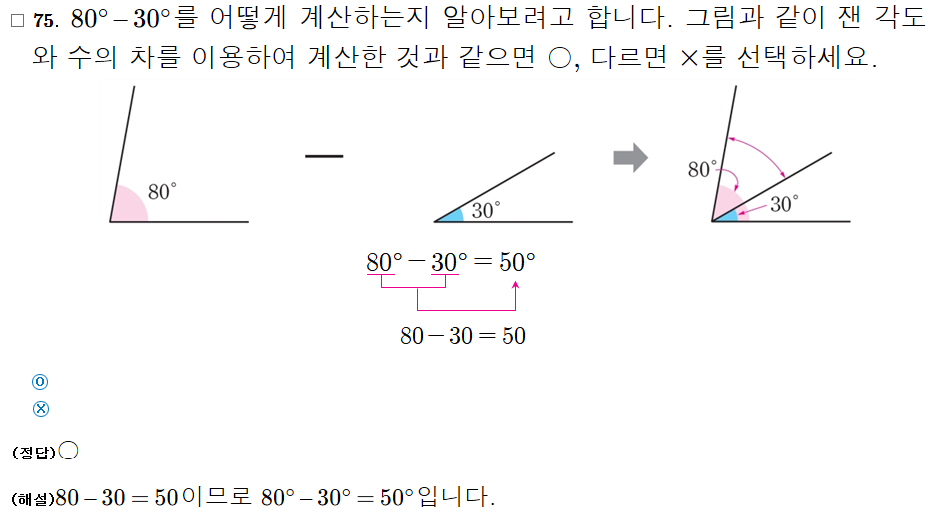 □ 75. 80°－30°를 어떻게 계산하는지 알아보려고 합니다. 그림과 같이 잰 각도
와 수의 차를 이용하여 계산한 것과 같으면 ○, 다르면 ×를 선택하세요.
80° － 30° 80° 30°
80°－30°＝50°
80－30＝50
ⓞ
ⓧ
(정답)○
(해설)80－30＝50이므로 80°－30°＝50°입니다.